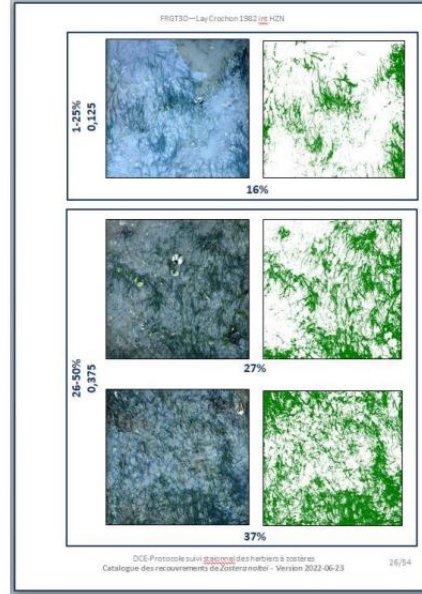 FRGT30—Lay Crochon 1982 int HZN
1-25%
0,125
16%
26-50%
0,375
27%
37%
DCE-Protocole suivi stationnel des herbiers à zostères
Catalogue des recouvrements de Zostera noltei - Version 2022-06-23
26/54